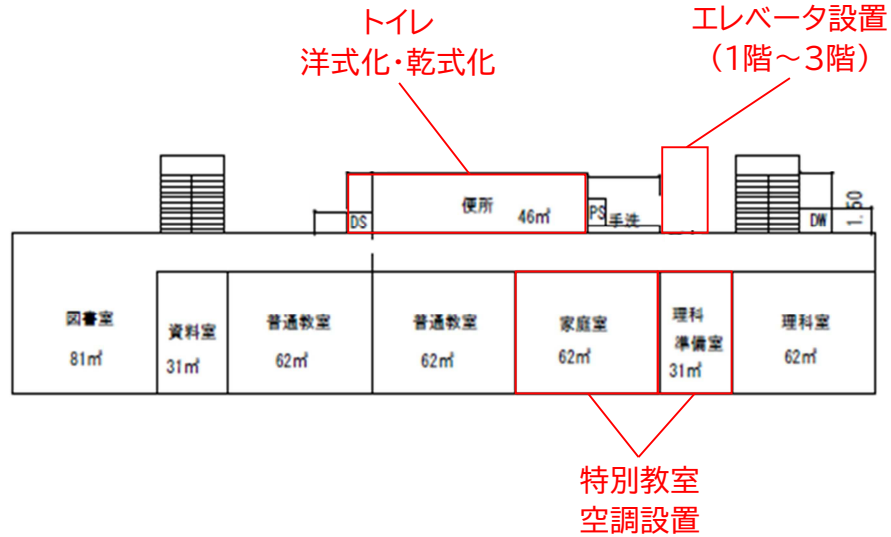 トイレ
洋式化・乾式化
エレベータ設置
（1階～3階）
便所
46㎡
DS
PS
手洗
DW
1.50
図書室
81㎡
資料室
31㎡
普通教室
62㎡
普通教室
62㎡
家庭室
62㎡
理科
準備室
31㎡
理科室
62㎡
特別教室
空調設置